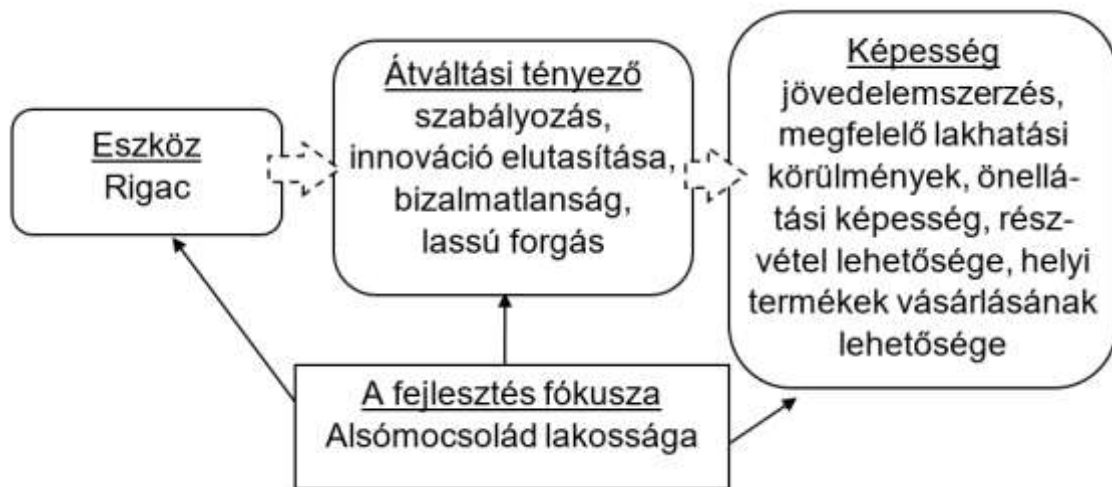 Eszköz
Rigac
Átváltási tényező
szabályozás,
innováció elutasítása,
bizalmatlanság,
lassú forgás
Képesség
jövedelemszerzés,
megfelelő lakhatási
körülmények, önellá-
tási képesség, rész-
vétel lehetősége, helyi
termékek vásárlásának
lehetősége
A fejlesztés fókusza
Alsómocsolád lakossága